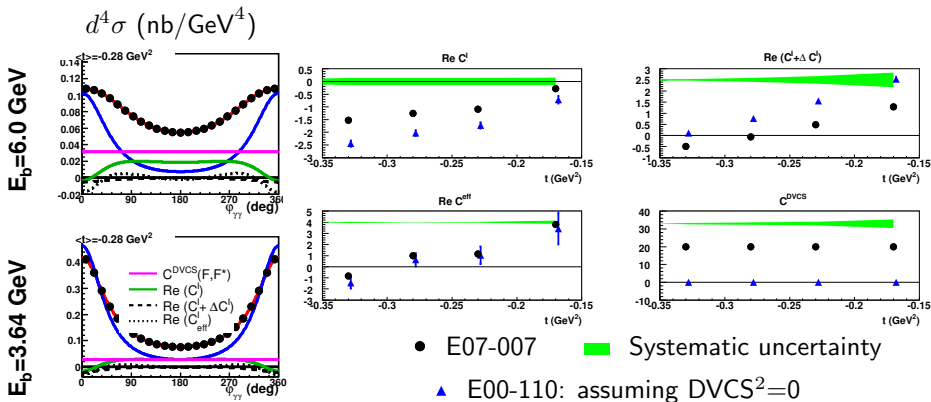 d⁴σ (nb/GeV⁴)
E_b=6.0 GeV
<t>=-0.28 GeV²
0.14
0.12
0.1
0.08
0.06
0.04
0.02
0
-0.02
0 90 180 270 360
φγγ (deg)
Re C^I
1
0.5
0
-0.5
-1
-1.5
-2
-2.5
-3
-0.35 -0.3 -0.25 -0.2 -0.15
t (GeV²)
Re (C^I+Δ C^I)
3
2.5
2
1.5
1
0.5
0
-0.5
-1
-0.35 -0.3 -0.25 -0.2 -0.15
t (GeV²)
E_b=3.64 GeV
<t>=-0.28 GeV²
0.4
0.3
0.2
0.1
0
0 90 180 270 360
φγγ (deg)
C^DVCS(F,F*)
Re (C^I)
Re (C^I+ ΔC^I)
Re (C^I_eff)
Re C^eff
5
4
3
2
1
0
-1
-2
-3
-0.35 -0.3 -0.25 -0.2 -0.15
t (GeV²)
C^DVCS
40
30
20
10
0
-10
-0.35 -0.3 -0.25 -0.2 -0.15
t (GeV²)
E07-007
Systematic uncertainty
E00-110: assuming DVCS²=0